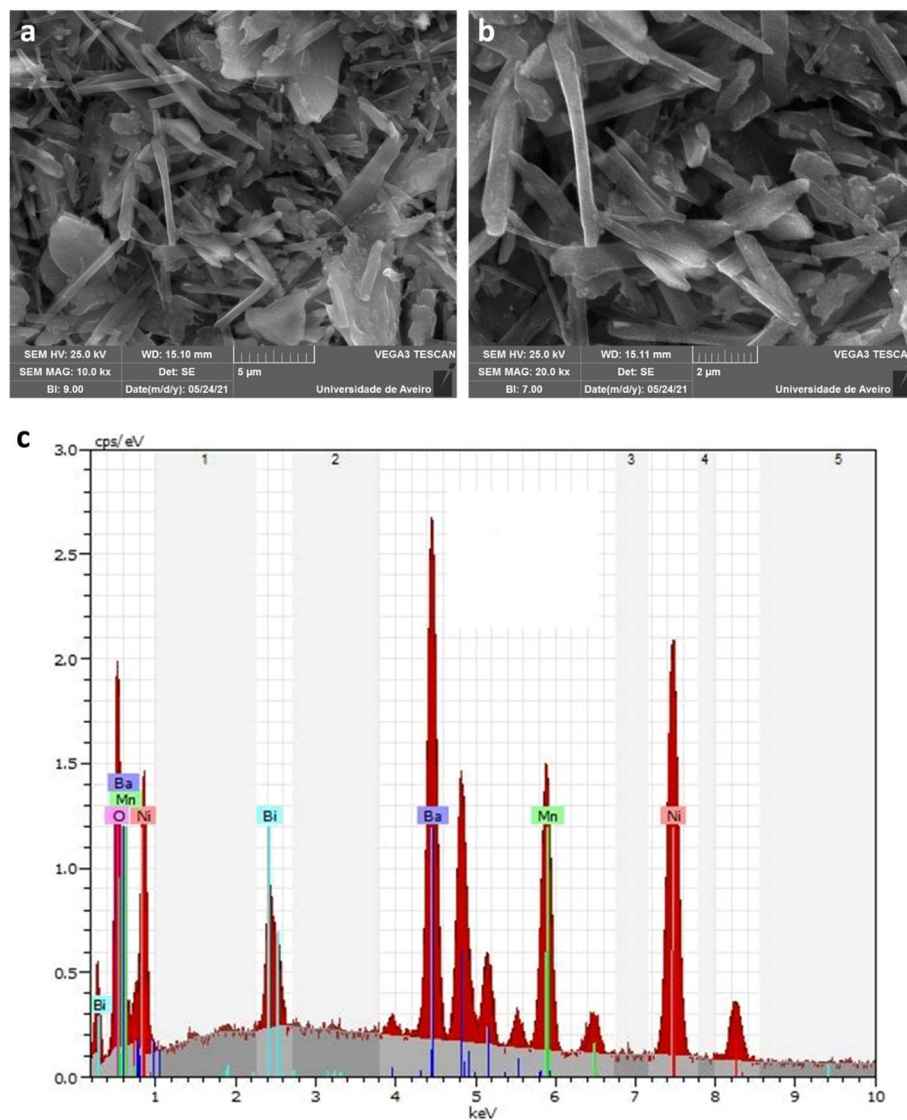 a
SEM HV: 25.0 kV WD: 15.10 mm VEGA3 TESCAN
SEM MAG: 10.0 kx Det: SE 5 µm
BI: 9.00 Date(m/d/y): 05/24/21 Universidade de Aveiro
b
SEM HV: 25.0 kV WD: 15.11 mm VEGA3 TESCAN
SEM MAG: 20.0 kx Det: SE 2 µm
BI: 7.00 Date(m/d/y): 05/24/21 Universidade de Aveiro
c
cps/eV
3.0 1 2 3 4 5
2.5
2.0
1.5
Ba
Mn
O Ni Bi Ba Mn Ni
1.0
0.5
Bi
0.0
1 2 3 4 5 6 7 8 9 10
keV